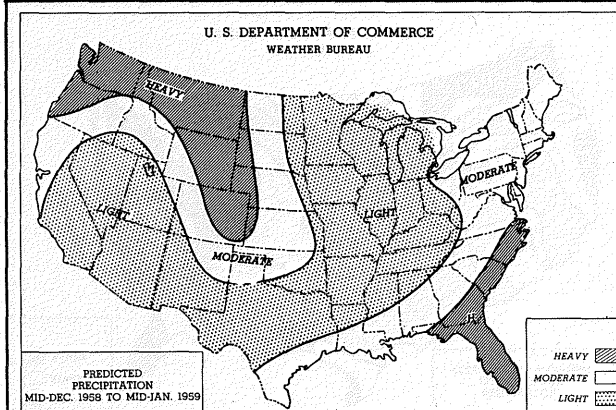 U. S. DEPARTMENT OF COMMERCE
WEATHER BUREAU
HEAVY
MODERATE
LIGHT
LIGHT
MODERATE
H.
PREDICTED
PRECIPITATION
MID-DEC. 1958 TO MID-JAN. 1959
HEAVY
MODERATE
LIGHT